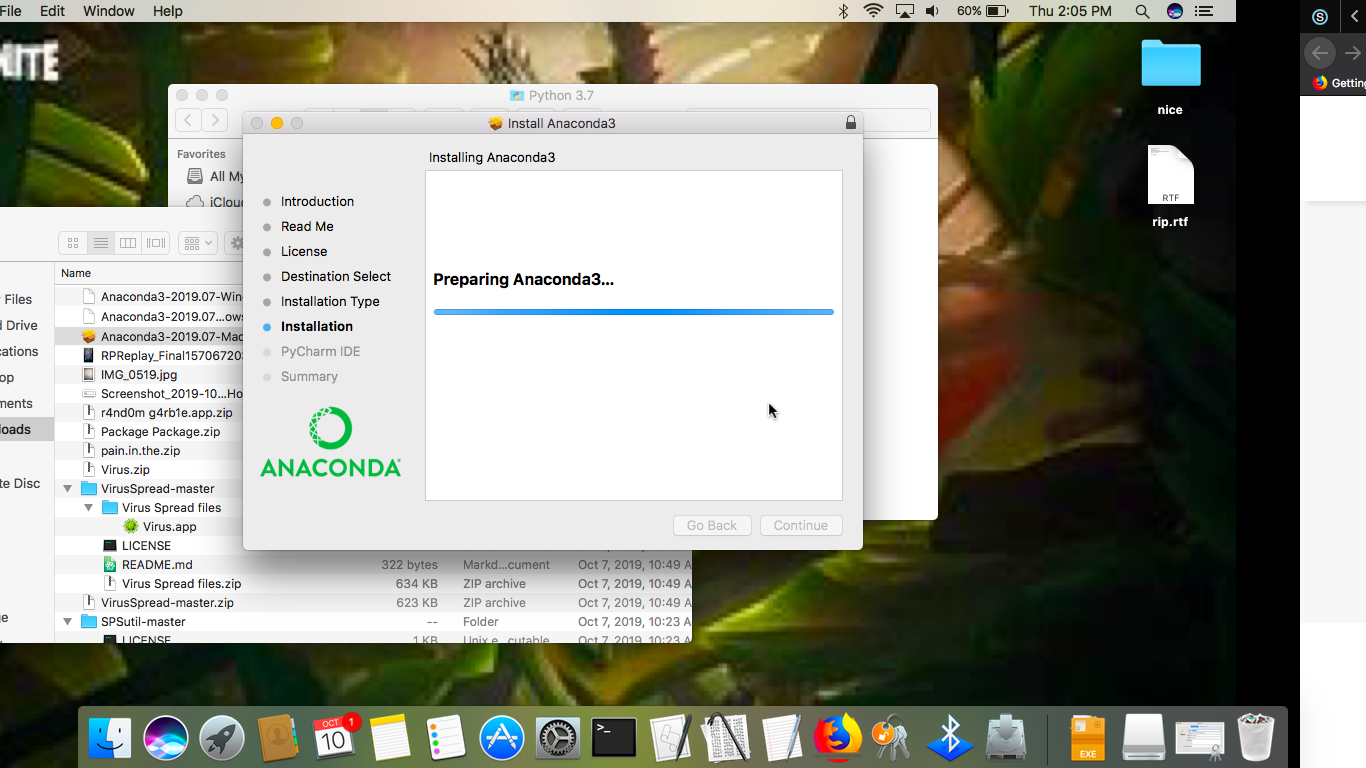 File Edit Window Help
60% Thu 2:05 PM
NITE
nice
RTF
rip.rtf
Getting
Python 3.7
Favorites
All My
iCloud
Install Anaconda3
Installing Anaconda3
Introduction
Read Me
License
Destination Select
Installation Type
Installation
PyCharm IDE
Summary
ANACONDA
Preparing Anaconda3...
Go Back Continue
Name
Files
Drive
cations
op
ments
loads
te Disc
ge
Anaconda3-2019.07-Win
Anaconda3-2019.07...ows
Anaconda3-2019.07-Mac
RPReplay_Final157067203
IMG_0519.jpg
Screenshot_2019-10...Ho
r4nd0m g4rb1e.app.zip
Package Package.zip
pain.in.the.zip
Virus.zip
VirusSpread-master
Virus Spread files
Virus.app
LICENSE
README.md 322 bytes Markd...cument Oct 7, 2019, 10:49 A
Virus Spread files.zip 634 KB ZIP archive Oct 7, 2019, 10:49 A
VirusSpread-master.zip 623 KB ZIP archive Oct 7, 2019, 10:49 A
SPSutil-master -- Folder Oct 7, 2019, 10:23 A
LICENSE 1 KB Unix e...cutable Oct 7, 2019, 10:23 A
OCT
10
1
EXE